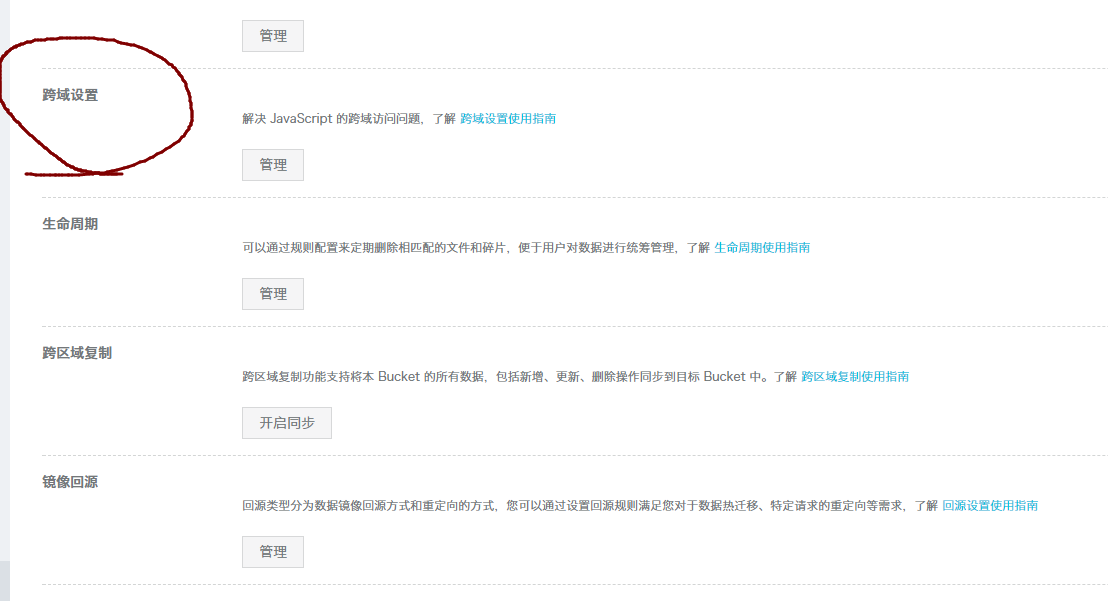 管理
跨域设置
解决 JavaScript 的跨域访问问题，了解 跨域设置使用指南
管理
生命周期
可以通过规则配置来定期删除相匹配的文件和碎片，便于用户对数据进行统筹管理，了解 生命周期使用指南
管理
跨区域复制
跨区域复制功能支持将本 Bucket 的所有数据，包括新增、更新、删除操作同步到目标 Bucket 中。了解 跨区域复制使用指南
开启同步
镜像回源
回源类型分为数据镜像回源方式和重定向的方式，您可以通过设置回源规则满足您对于数据热迁移、特定请求的重定向等需求，了解 回源设置使用指南
管理